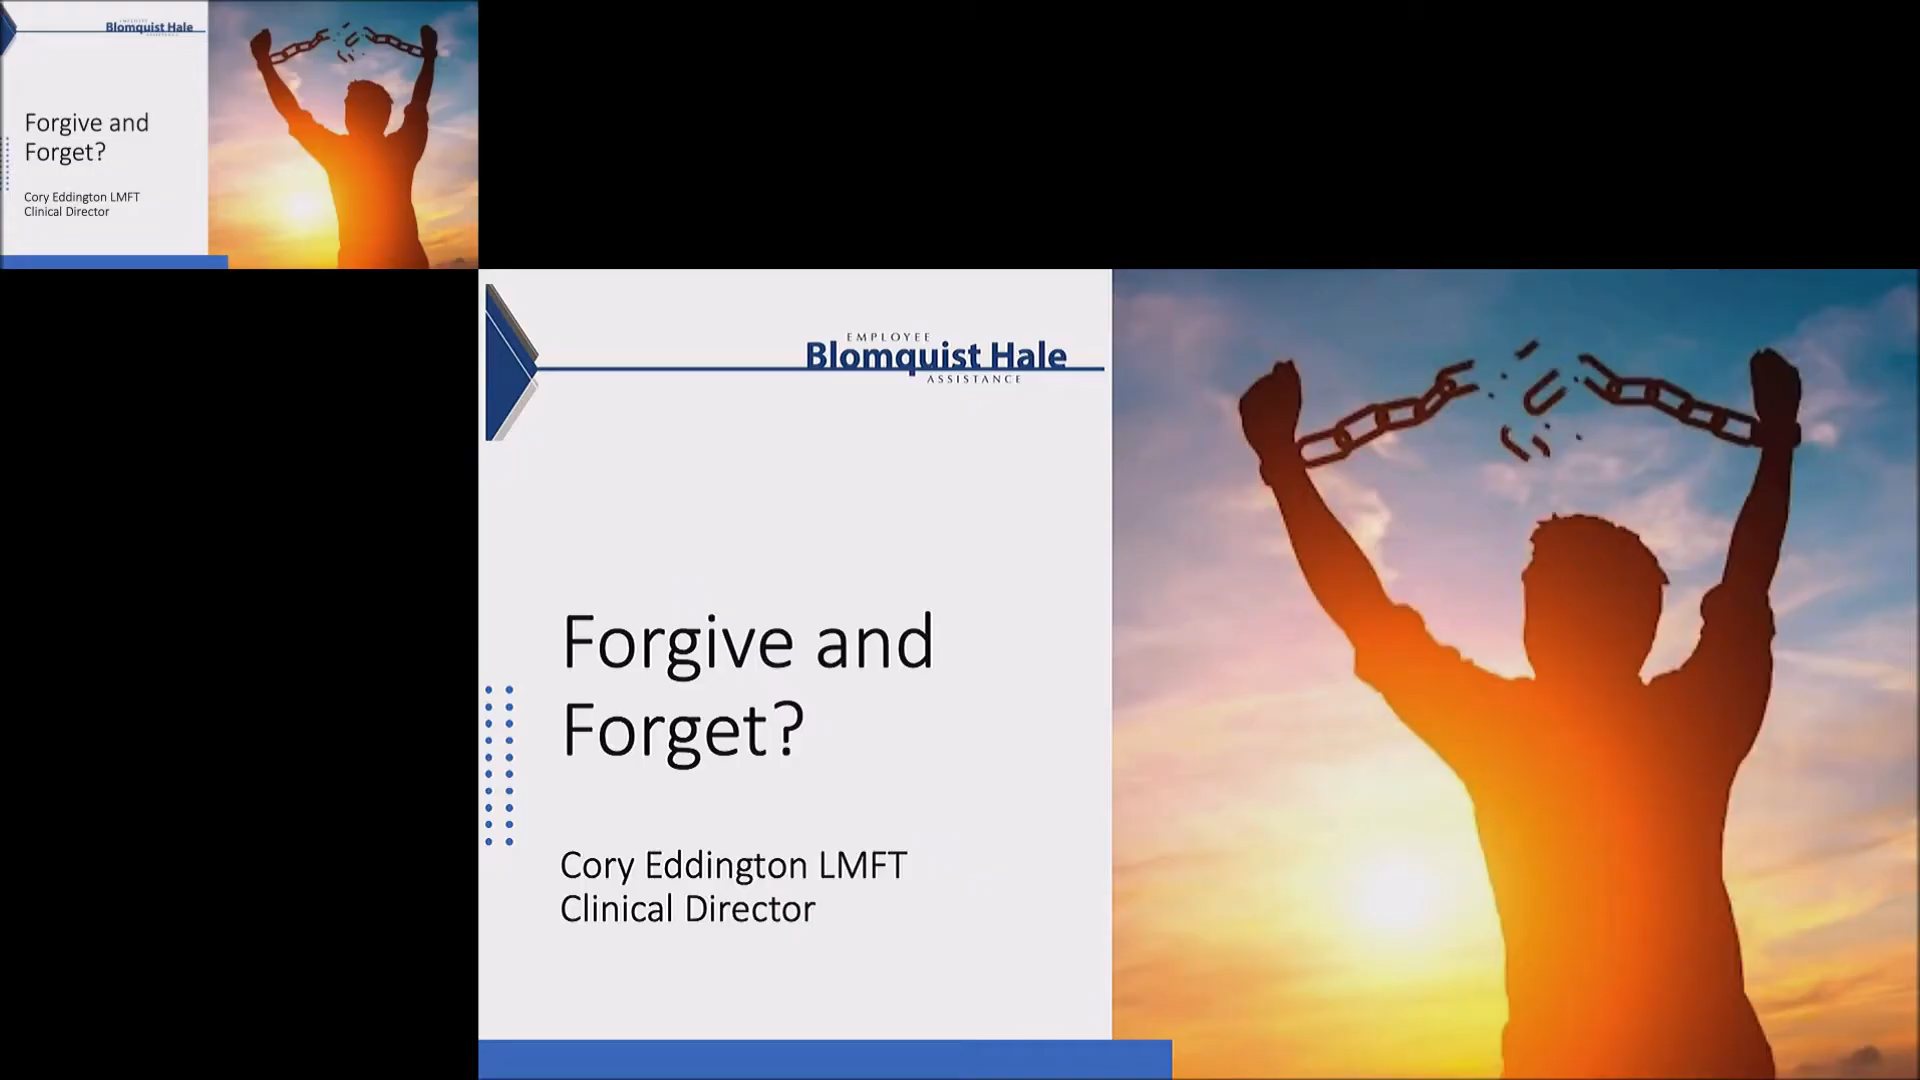 Blomquist Hale
Forgive and
Forget?
Cory Eddington LMFT
Clinical Director
EMPLOYEE
Blomquist Hale
ASSISTANCE
Forgive and
Forget?
Cory Eddington LMFT
Clinical Director